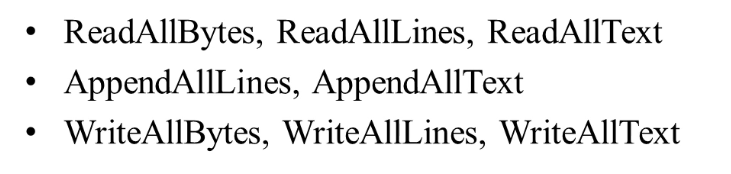 • ReadAllBytes, ReadAllLines, ReadAllText
• AppendAllLines, AppendAllText
• WriteAllBytes, WriteAllLines, WriteAllText